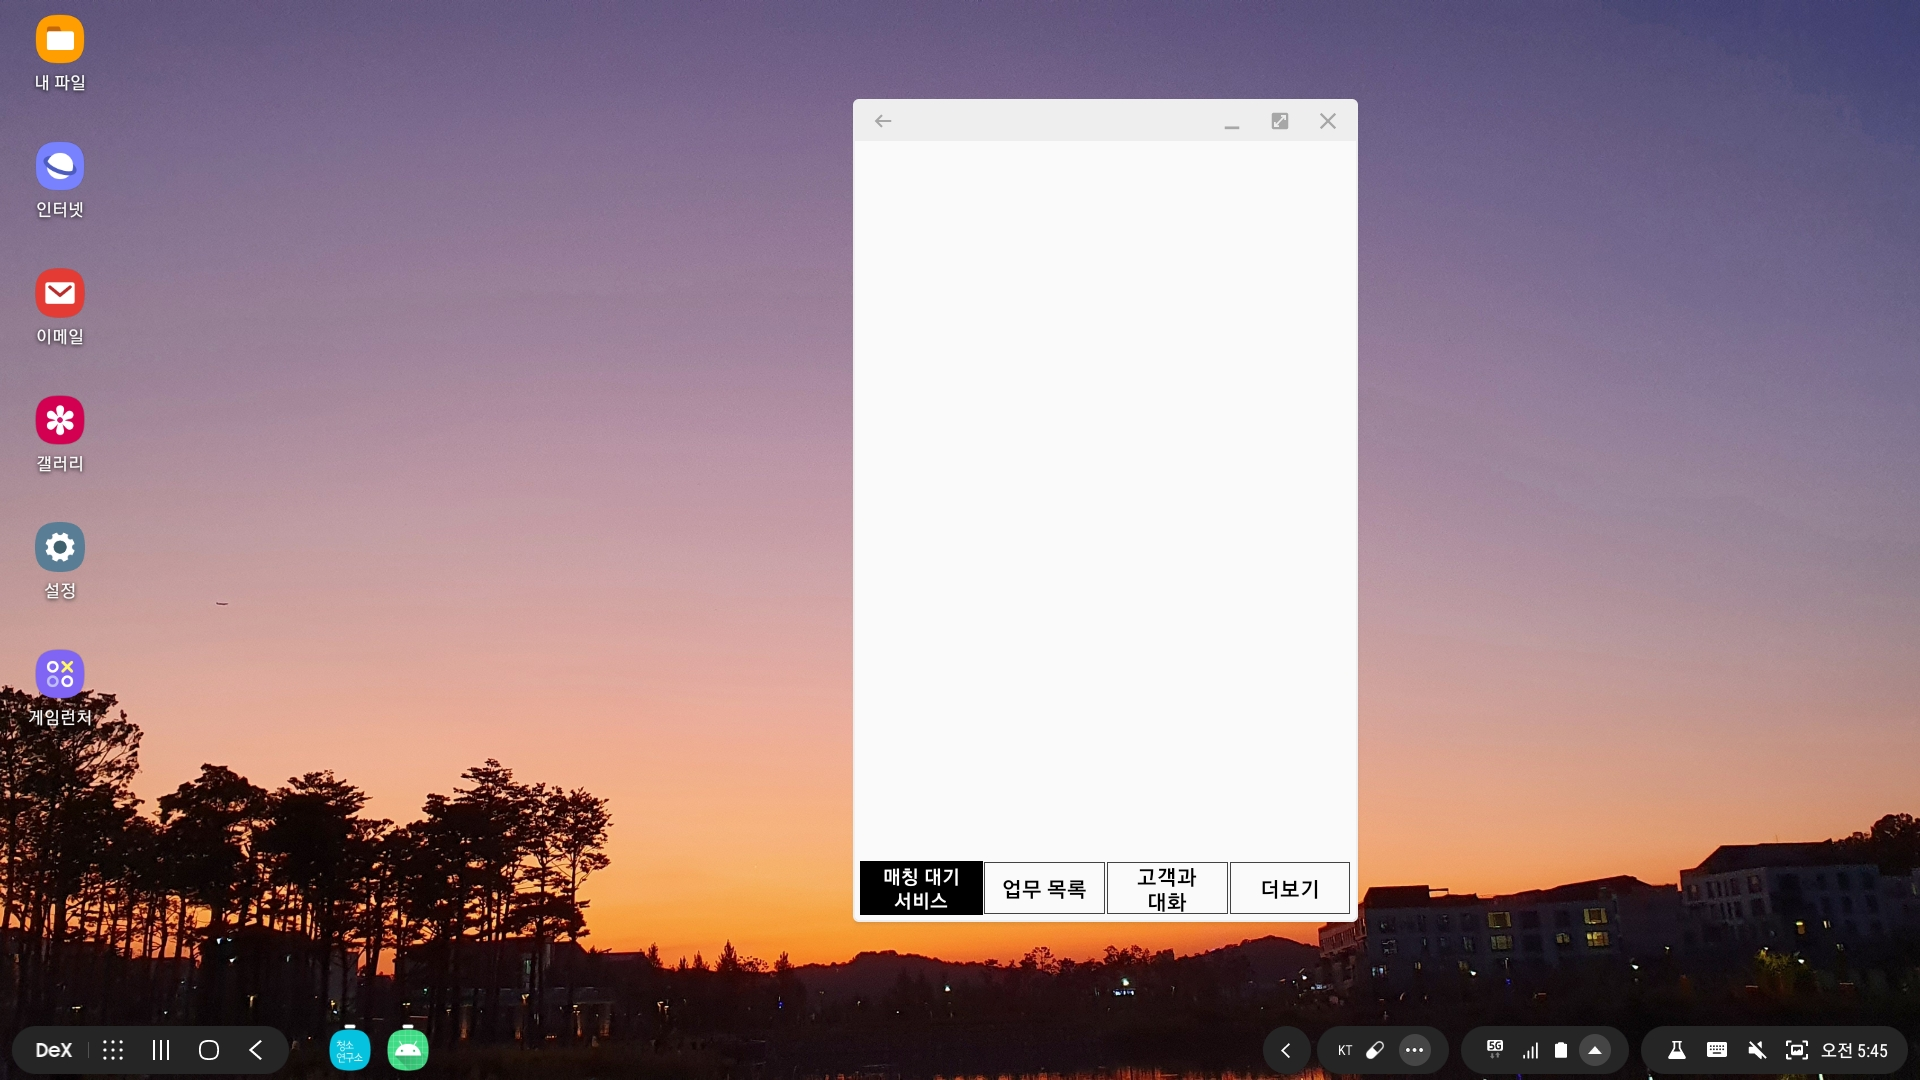 내 파일
인터넷
이메일
갤러리
설정
게임런처
매칭 대기
서비스
업무 목록
고객과
대화
더보기
DeX
청소
연구소
KT
5G
오전 5:45